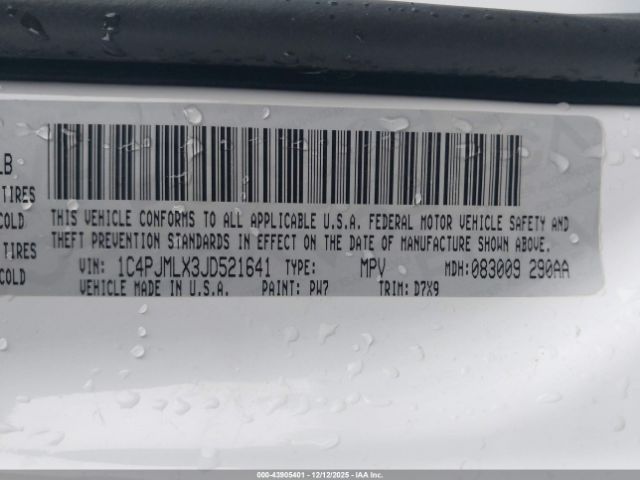 LB
TIRES
COLD
TIRES
COLD
THIS VEHICLE CONFORMS TO ALL APPLICABLE U.S.A. FEDERAL MOTOR VEHICLE SAFETY AND
THEFT PREVENTION STANDARDS IN EFFECT ON THE DATE OF MANUFACTURE SHOWN ABOVE.
VIN: 1C4PJMLX3JD521641 TYPE: MPV MDH:083009 290AA
VEHICLE MADE IN U.S.A. PAINT: PW7 TRIM: D7X9
000-43905401 - 12/12/2025 - IAA Inc.